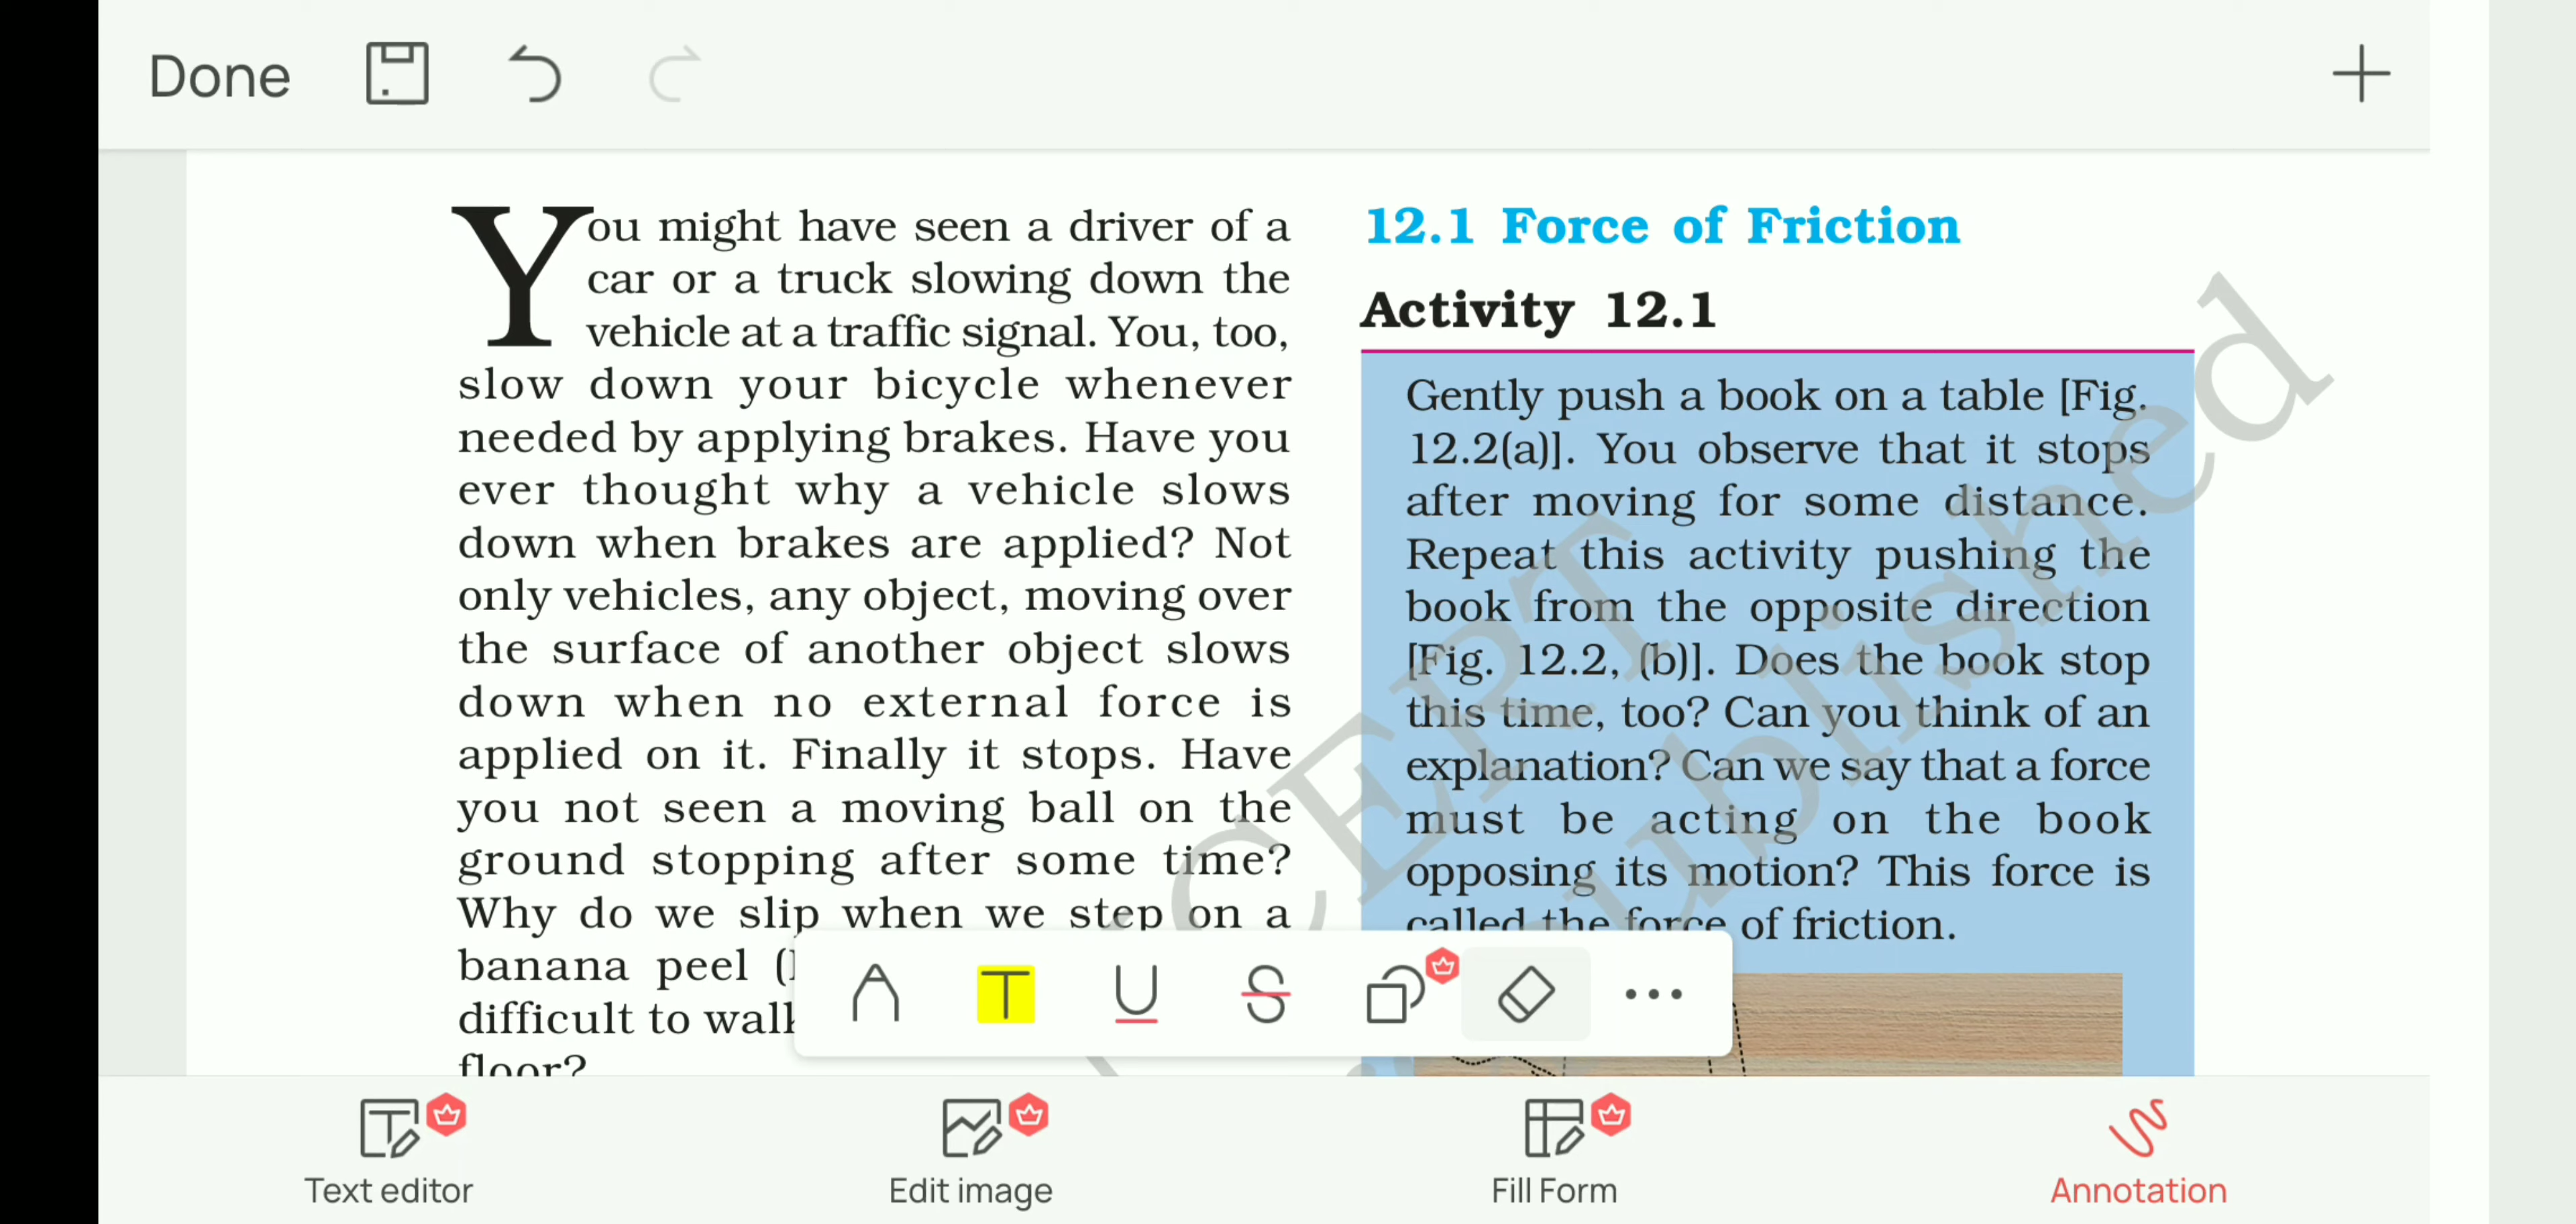 Done
You might have seen a driver of a
car or a truck slowing down the
vehicle at a traffic signal. You, too,
slow down your bicycle whenever
needed by applying brakes. Have you
ever thought why a vehicle slows
down when brakes are applied? Not
only vehicles, any object, moving over
the surface of another object slows
down when no external force is
applied on it. Finally it stops. Have
you not seen a moving ball on the
ground stopping after some time?
Why do we slip when we step on a
banana peel (
difficult to walk
floor?
12.1 Force of Friction
Activity 12.1
Gently push a book on a table [Fig.
12.2(a)]. You observe that it stops
after moving for some distance.
Repeat this activity pushing the
book from the opposite direction
[Fig. 12.2, (b)]. Does the book stop
this time, too? Can you think of an
explanation? Can we say that a force
must be acting on the book
opposing its motion? This force is
called the force of friction.
A T U S
Text editor
Edit image
Fill Form
Annotation